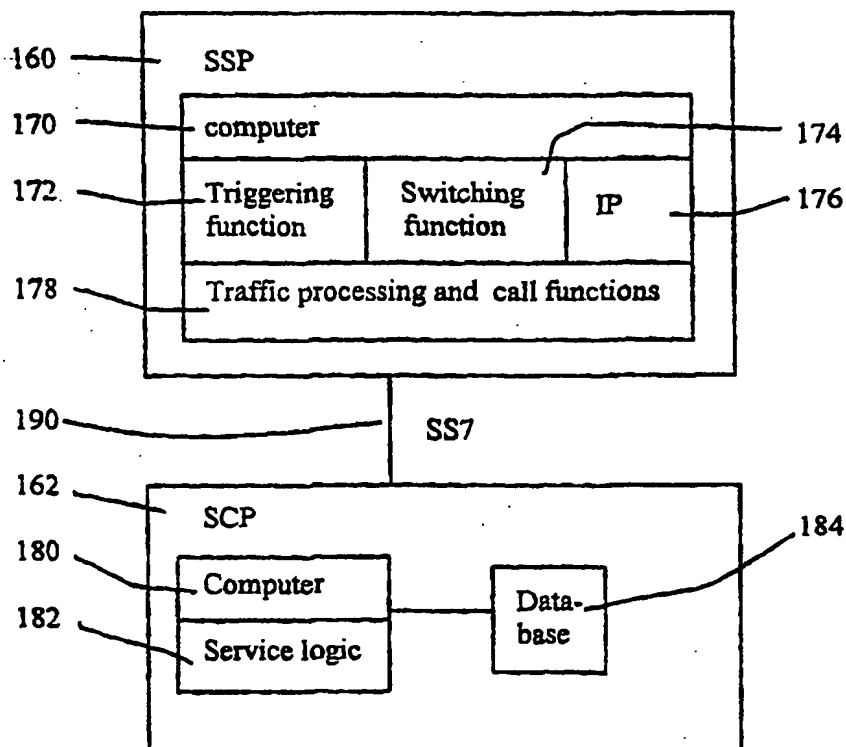 160
SSP
170
computer
174
172
Triggering
function
Switching
function
IP
176
178
Traffic processing and call functions
190
SS7
162
SCP
184
180
Computer
Data-
base
182
Service logic